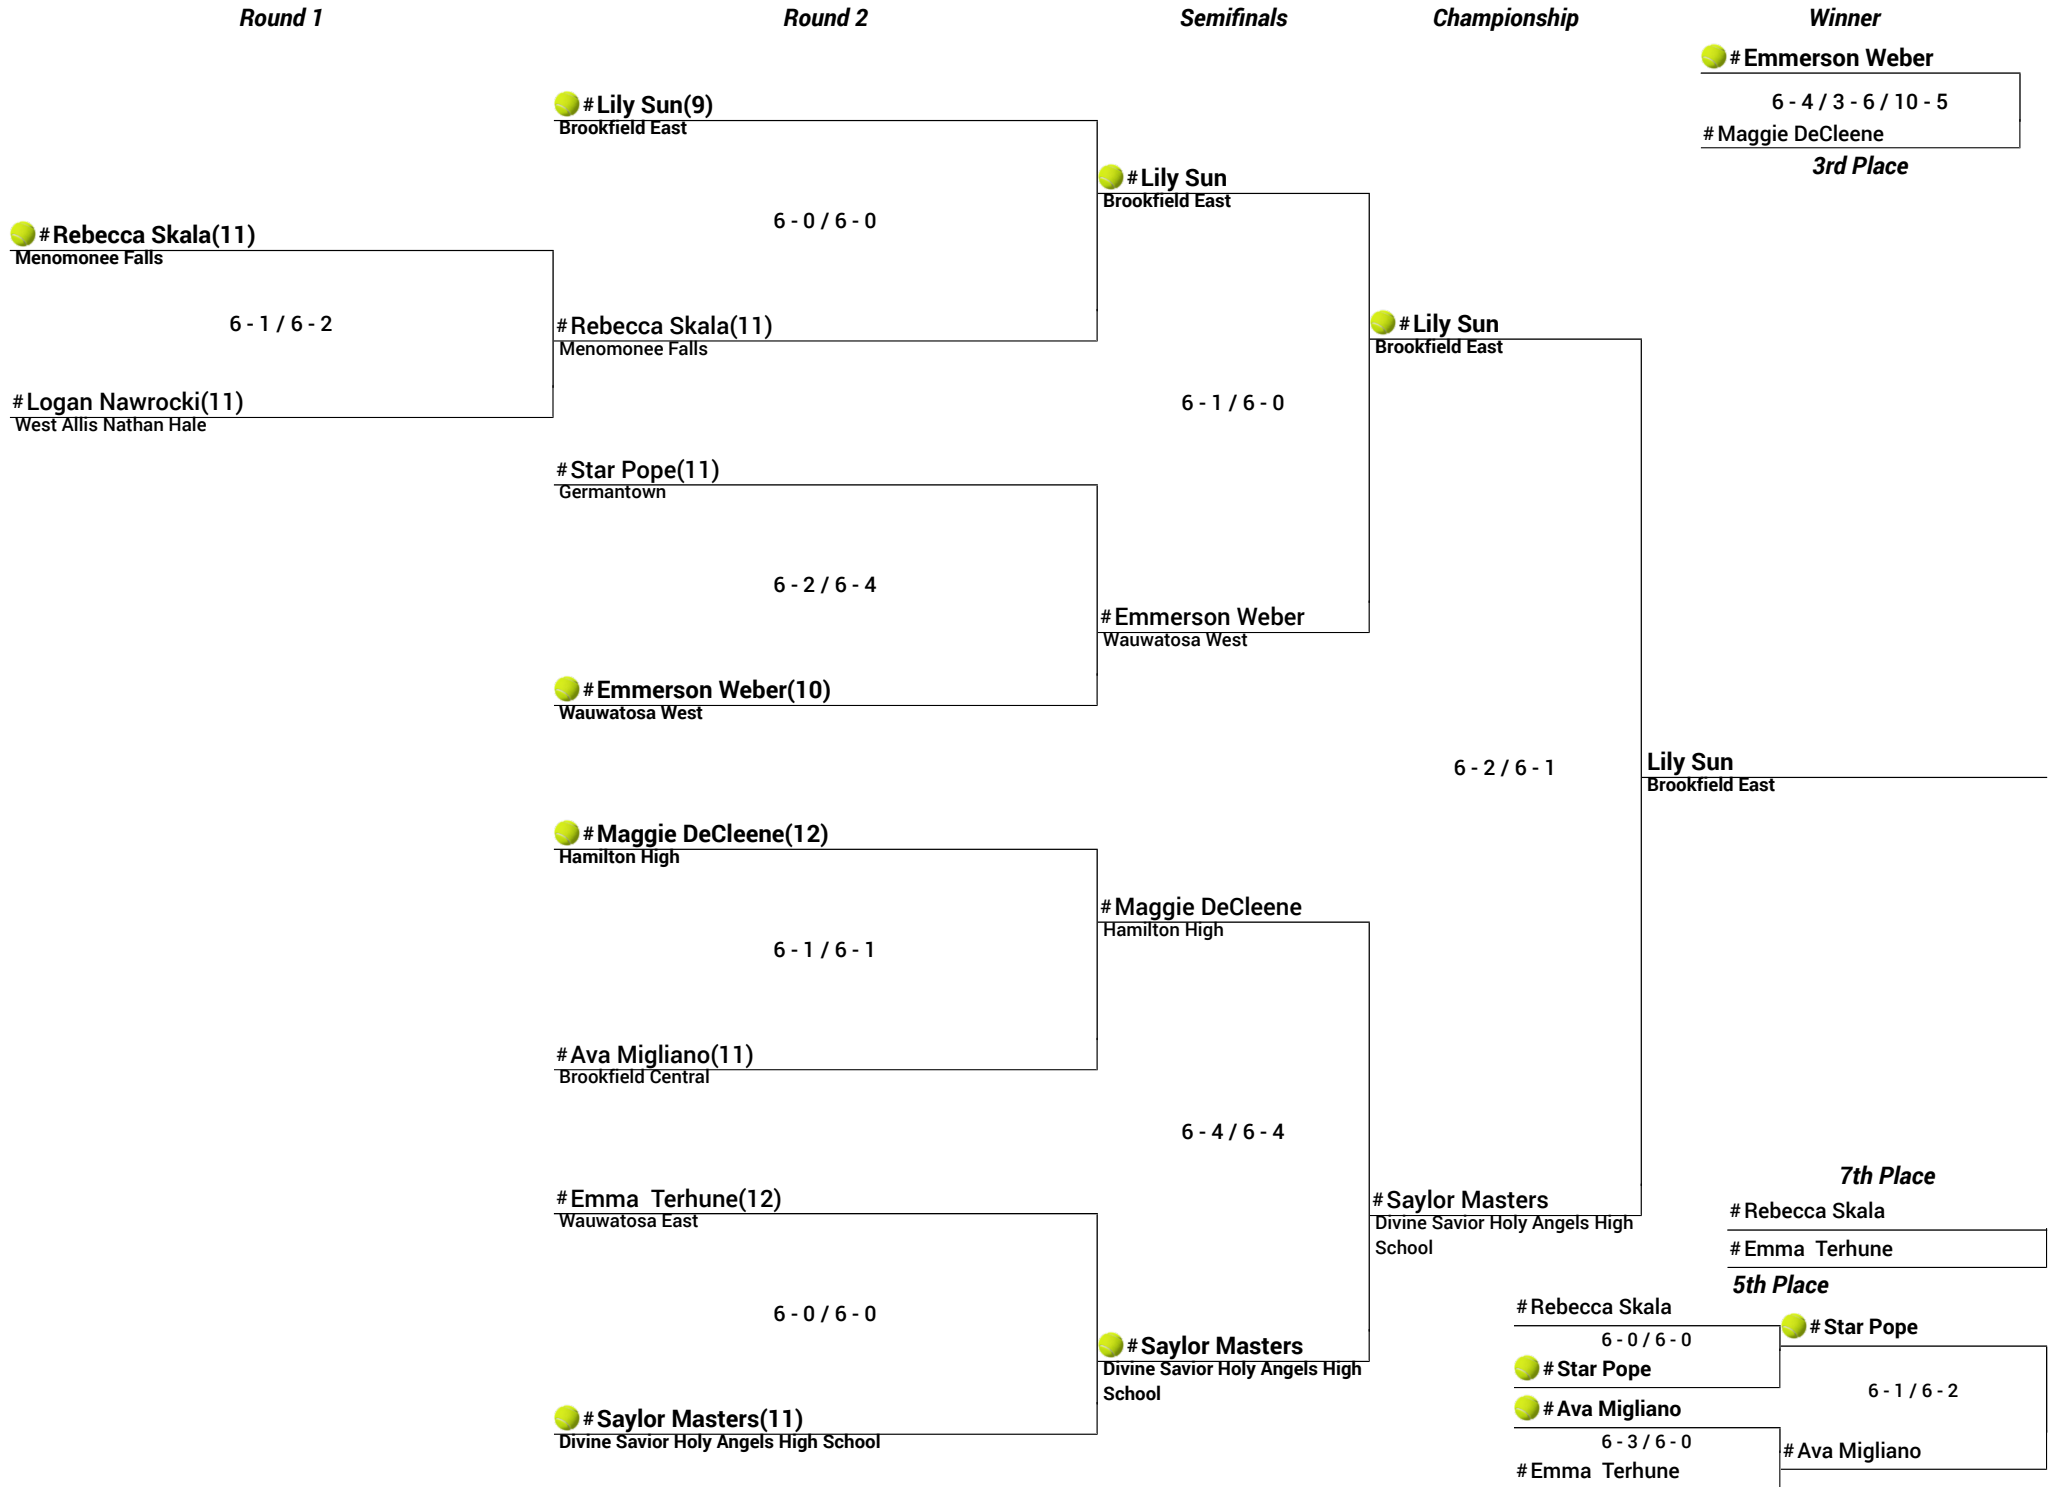 Round 1
Round 2
Semifinals
Championship
Winner
#Emmerson Weber
6 - 4 / 3 - 6 / 10 - 5
#Maggie DeCleene
3rd Place
#Lily Sun(9)
Brookfield East
6 - 0 / 6 - 0
#Rebecca Skala(11)
Menomonee Falls
6 - 1 / 6 - 2
#Logan Nawrocki(11)
West Allis Nathan Hale
#Rebecca Skala(11)
Menomonee Falls
#Star Pope(11)
Germantown
6 - 2 / 6 - 4
#Emmerson Weber(10)
Wauwatosa West
#Maggie DeCleene(12)
Hamilton High
6 - 1 / 6 - 1
#Ava Migliano(11)
Brookfield Central
#Emma  Terhune(12)
Wauwatosa East
6 - 0 / 6 - 0
#Saylor Masters(11)
Divine Savior Holy Angels High School
#Lily Sun
Brookfield East
6 - 1 / 6 - 0
#Emmerson Weber
Wauwatosa West
#Maggie DeCleene
Hamilton High
6 - 4 / 6 - 4
#Saylor Masters
Divine Savior Holy Angels High
School
#Lily Sun
Brookfield East
6 - 2 / 6 - 1
#Saylor Masters
Divine Savior Holy Angels High
School
Lily Sun
Brookfield East
7th Place
#Rebecca Skala
#Emma  Terhune
5th Place
#Rebecca Skala
6 - 0 / 6 - 0
#Star Pope
#Ava Migliano
6 - 3 / 6 - 0
#Emma  Terhune
#Star Pope
6 - 1 / 6 - 2
#Ava Migliano